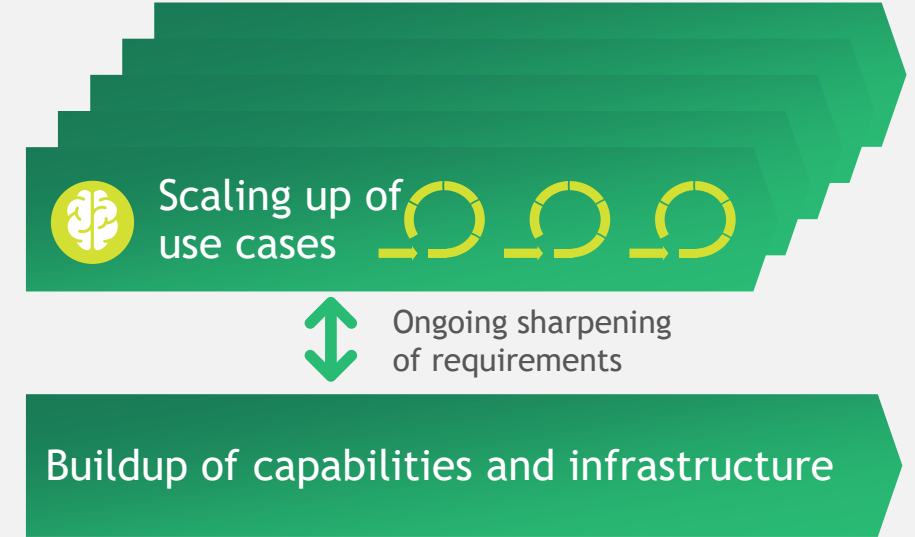 Scaling up of
use cases
Ongoing sharpening
of requirements
Buildup of capabilities and infrastructure